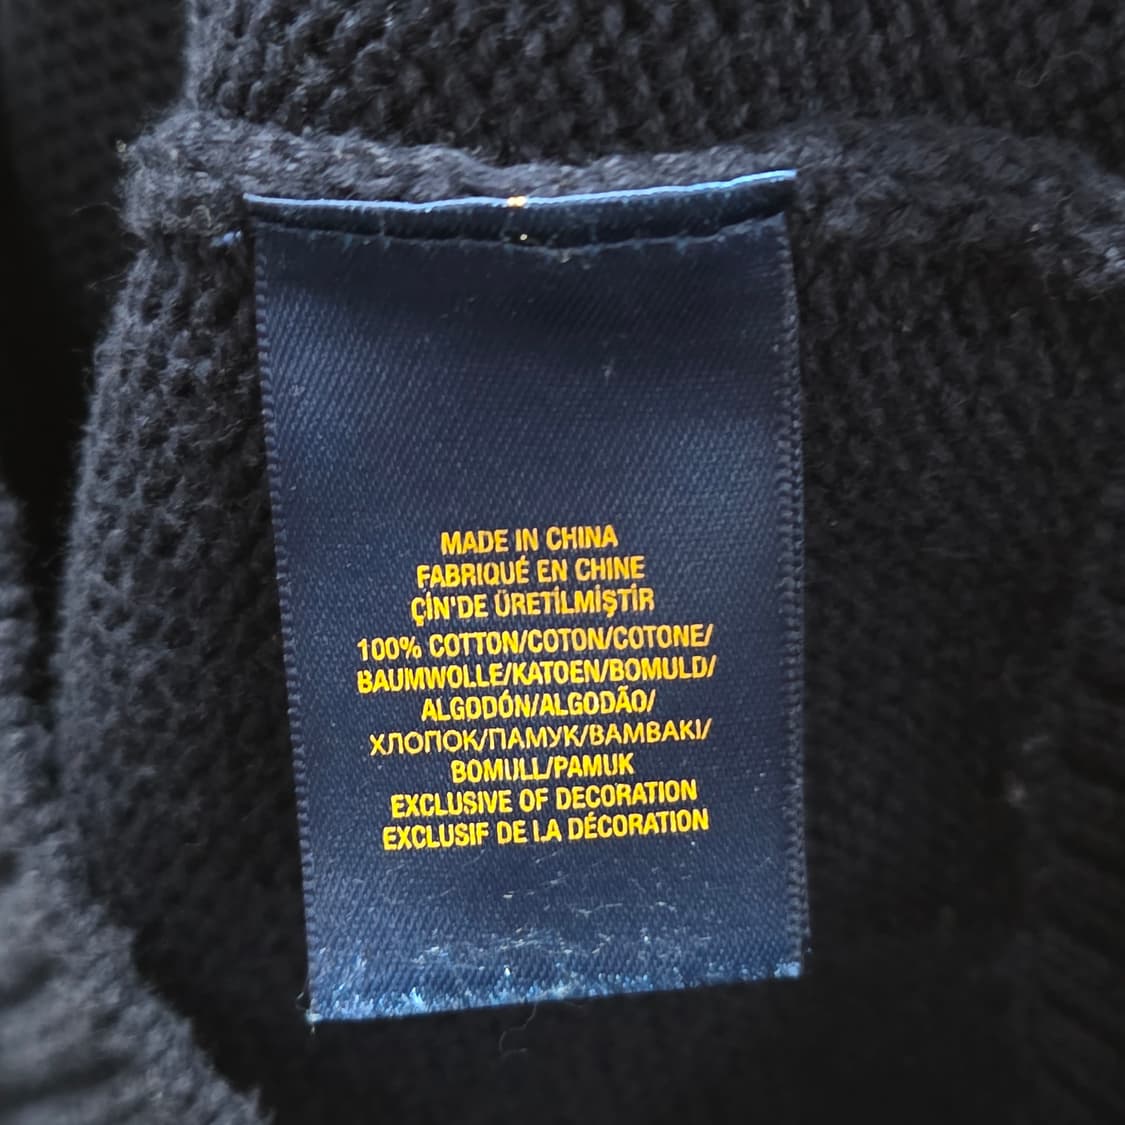 MADE IN CHINA
FABRIQUÉ EN CHINE
ÇİN'DE ÜRETİLMİŞTİR
100% COTTON/COTON/COTONE/
BAUMWOLLE/KATOEN/BOMULD/
ALGODÓN/ALGODÃO/
ХЛОПОК/ПАМУК/BAMBAKI/
BOMULL/PAMUK
EXCLUSIVE OF DECORATION
EXCLUSIF DE LA DÉCORATION